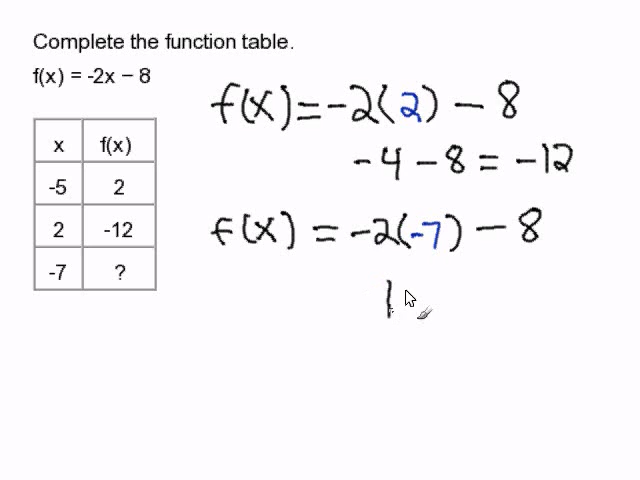 Complete the function table.
f(x) = -2x − 8
x f(x)
-5 2
2 -12
-7 ?
f(x) = -2(2) - 8
-4 - 8 = -12
f(x) = -2(-7) - 8
1